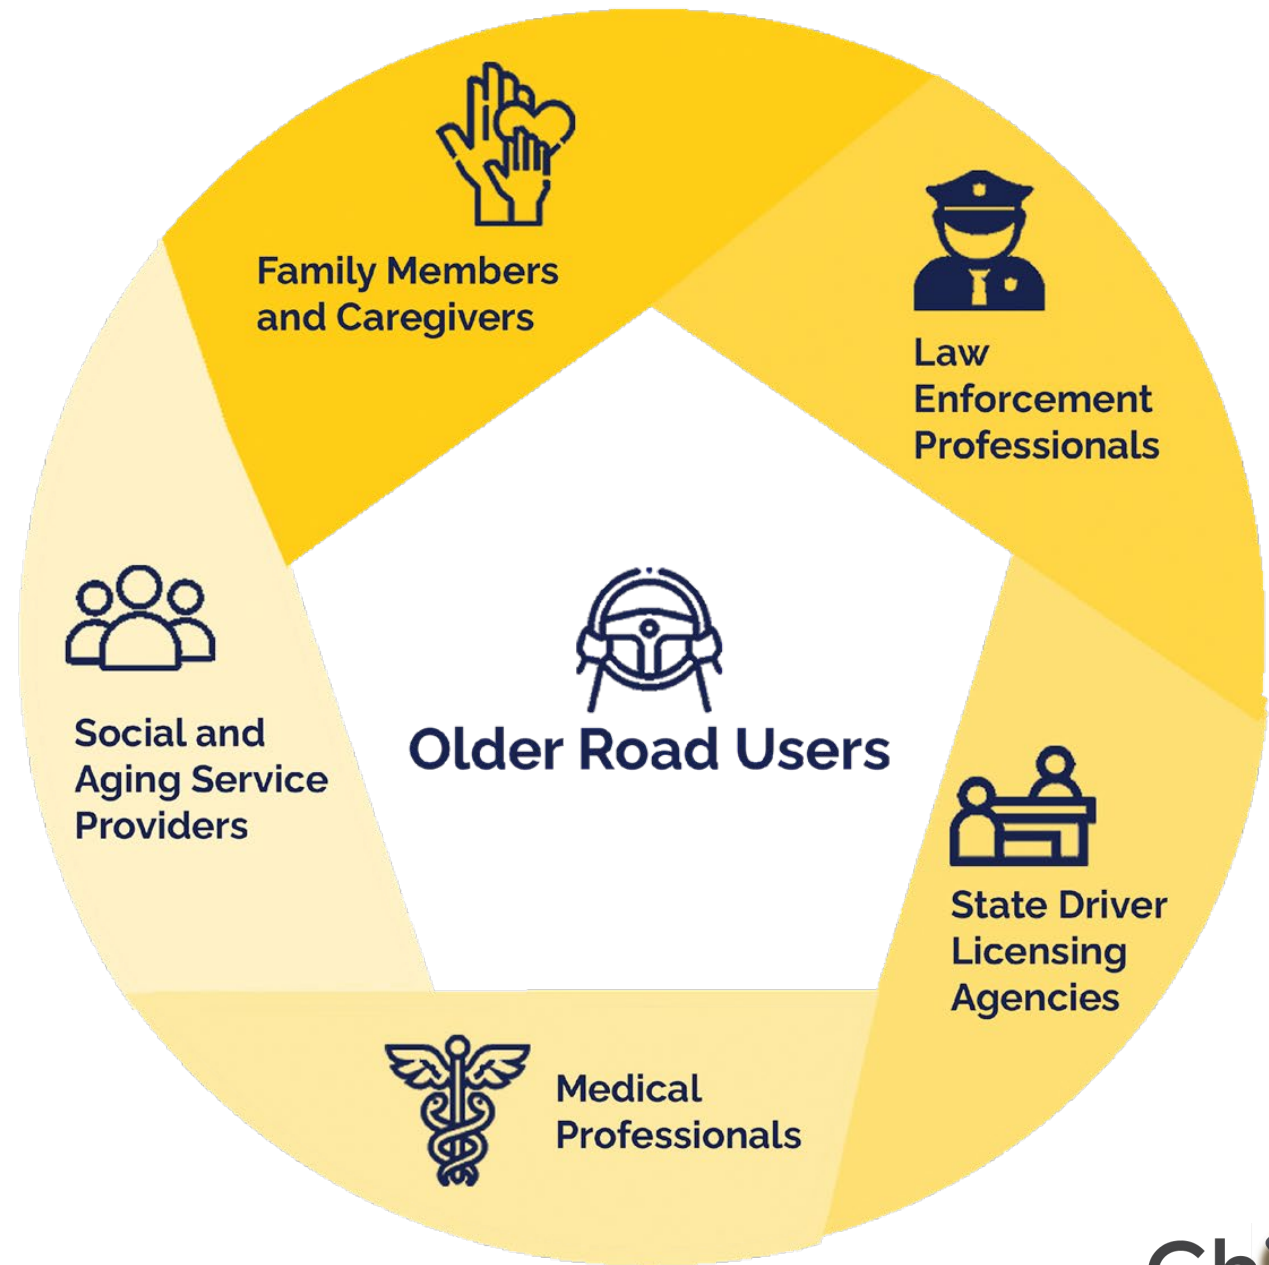 Family Members
and Caregivers
Law
Enforcement
Professionals
Social and
Aging Service
Providers
Older Road Users
State Driver
Licensing
Agencies
Medical
Professionals